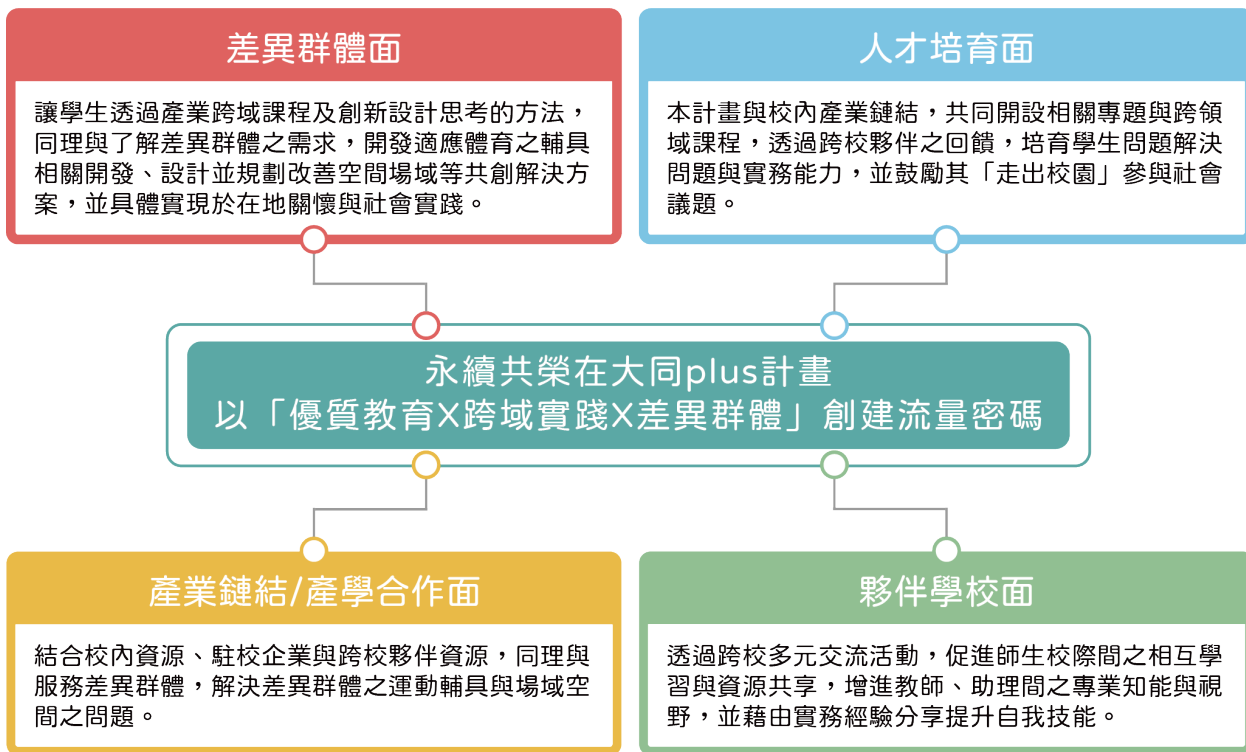 差異群體面
讓學生透過產業跨域課程及創新設計思考的方法，
同理與了解差異群體之需求，開發適應體育之輔具
相關開發、設計並規劃改善空間場域等共創解決方
案，並具體實現於在地關懷與社會實踐。
人才培育面
本計畫與校內產業鏈結，共同開設相關專題與跨領
域課程，透過跨校夥伴之回饋，培育學生問題解決
問題與實務能力，並鼓勵其「走出校園」參與社會
議題。
永續共榮在大同plus計畫
以「優質教育X跨域實踐X差異群體」創建流量密碼
產業鏈結/產學合作面
結合校內資源、駐校企業與跨校夥伴資源，同理與
服務差異群體，解決差異群體之運動輔具與場域空
間之問題。
夥伴學校面
透過跨校多元交流活動，促進師生校際間之相互學
習與資源共享，增進教師、助理間之專業知能與視
野，並藉由實務經驗分享提升自我技能。